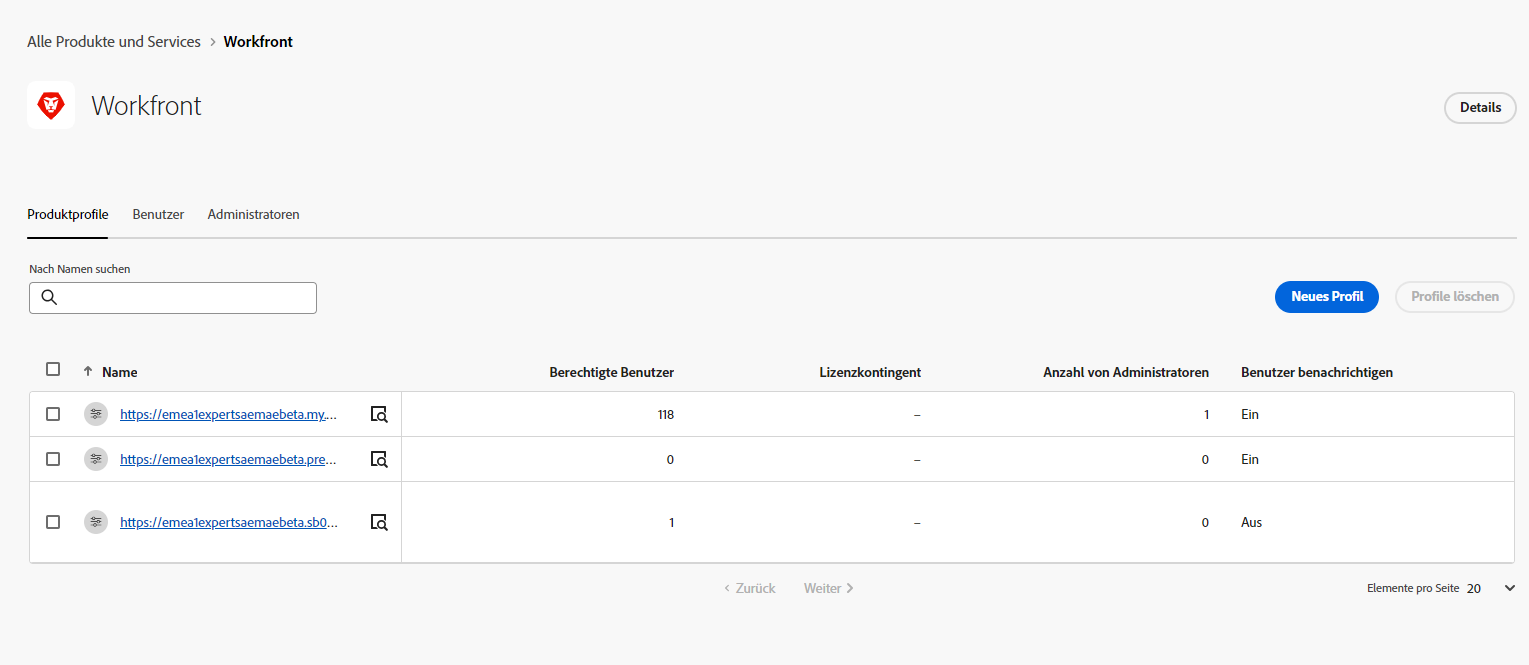 Alle Produkte und Services > Workfront
Workfront
Details
Produktprofile Benutzer Administratoren
Nach Namen suchen
Neues Profil Profile löschen
↑ Name Berechtigte Benutzer Lizenzkontingent Anzahl von Administratoren Benutzer benachrichtigen
https://emea1expertsaemaebeta.my.... 118 – 1 Ein
https://emea1expertsaemaebeta.pre... 0 – 0 Ein
https://emea1expertsaemaebeta.sb0... 1 – 0 Aus
‹ Zurück Weiter › Elemente pro Seite 20